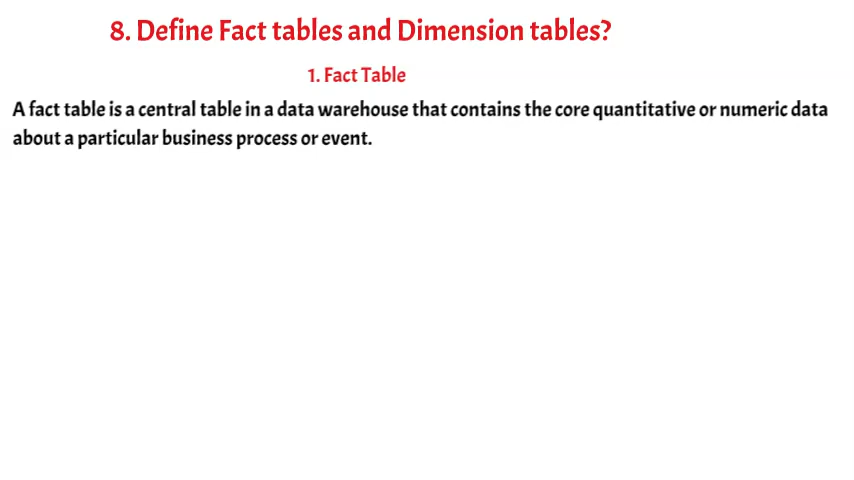 8. Define Fact tables and Dimension tables?
1. Fact Table
A fact table is a central table in a data warehouse that contains the core quantitative or numeric data
about a particular business process or event.